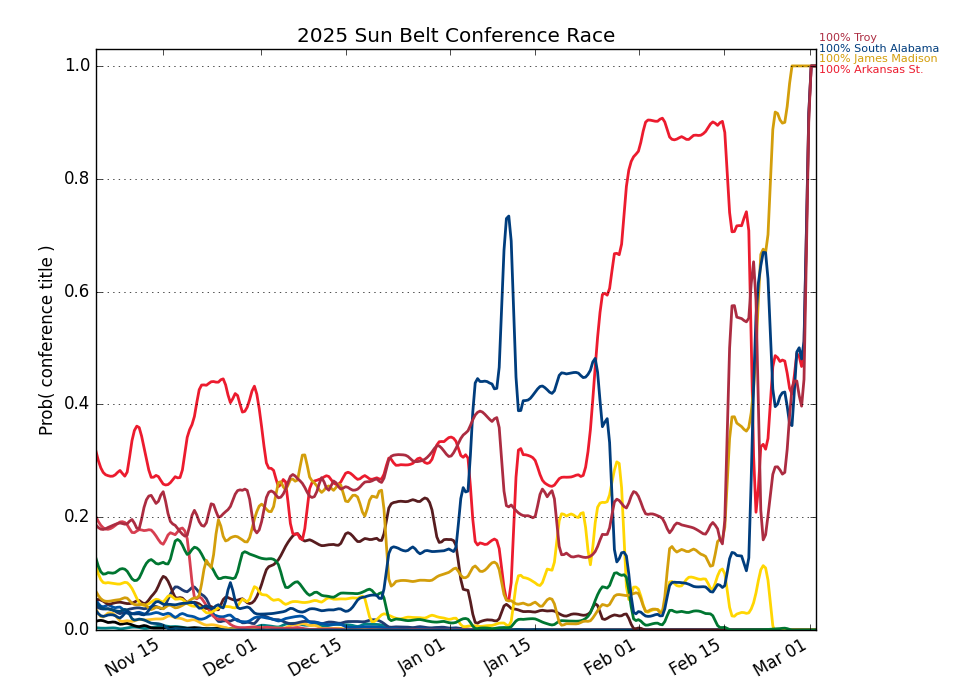 2025 Sun Belt Conference Race
100% Troy
100% South Alabama
100% James Madison
100% Arkansas St.
Prob( conference title )
1.0
0.8
0.6
0.4
0.2
0.0
Nov 15
Dec 01
Dec 15
Jan 01
Jan 15
Feb 01
Feb 15
Mar 01